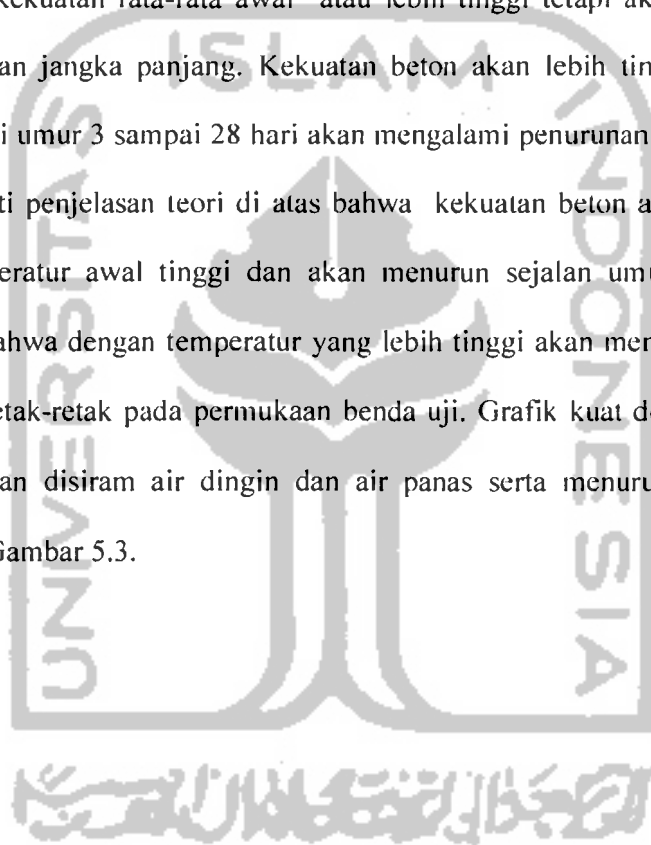 kekuatan rata-rata awal atau lebih tinggi tetapi ak
an jangka panjang. Kekuatan beton akan lebih tin
i umur 3 sampai 28 hari akan mengalami penurunan
ti penjelasan teori di atas bahwa kekuatan beton a
eratur awal tinggi dan akan menurun sejalan um
ahwa dengan temperatur yang lebih tinggi akan mer
etak-retak pada permukaan benda uji. Grafik kuat d
an disiram air dingin dan air panas serta menuru
Gambar 5.3.
ISLAM
UNIVERSITAS
INDONESIA